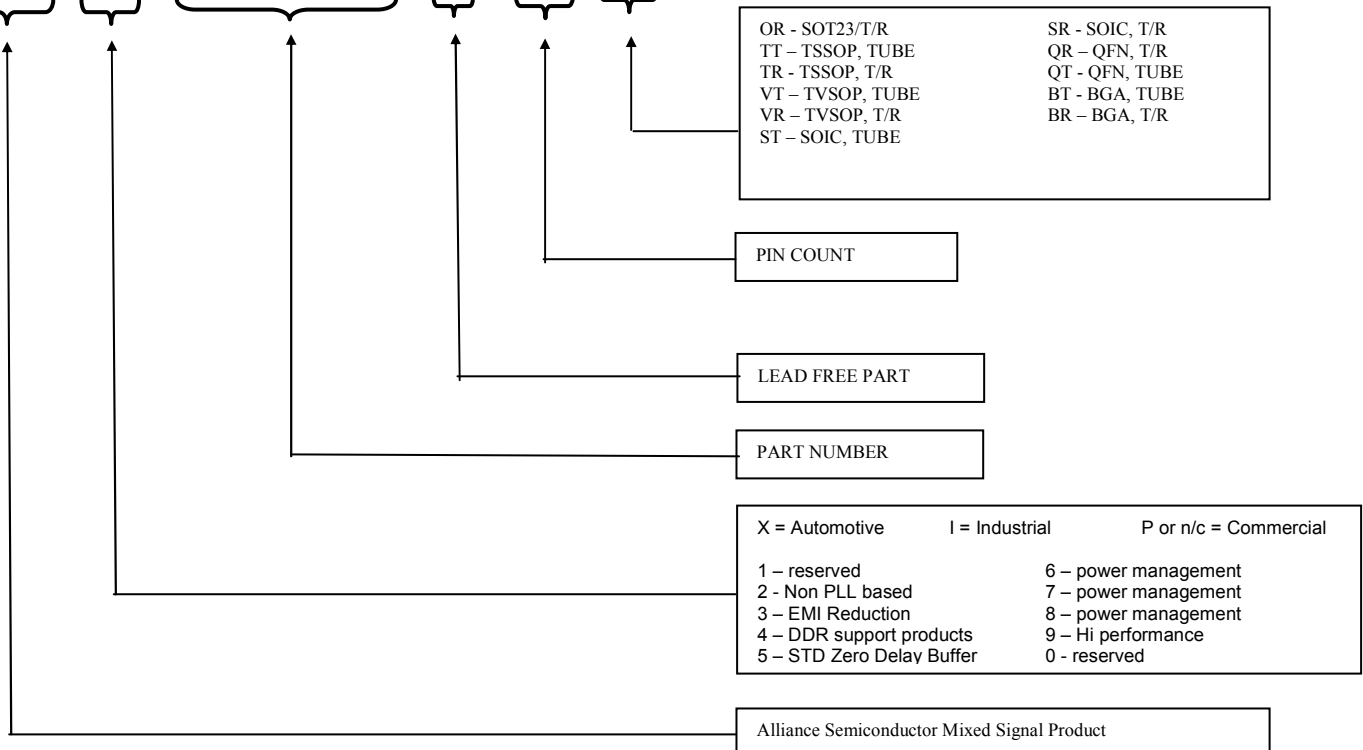 OR - SOT23/T/R SR - SOIC, T/R
TT – TSSOP, TUBE QR – QFN, T/R
TR - TSSOP, T/R QT - QFN, TUBE
VT – TVSOP, TUBE BT - BGA, TUBE
VR – TVSOP, T/R BR – BGA, T/R
ST – SOIC, TUBE
PIN COUNT
LEAD FREE PART
PART NUMBER
X = Automotive I = Industrial P or n/c = Commercial
1 – reserved 6 – power management
2 - Non PLL based 7 – power management
3 – EMI Reduction 8 – power management
4 – DDR support products 9 – Hi performance
5 – STD Zero Delay Buffer 0 - reserved
Alliance Semiconductor Mixed Signal Product